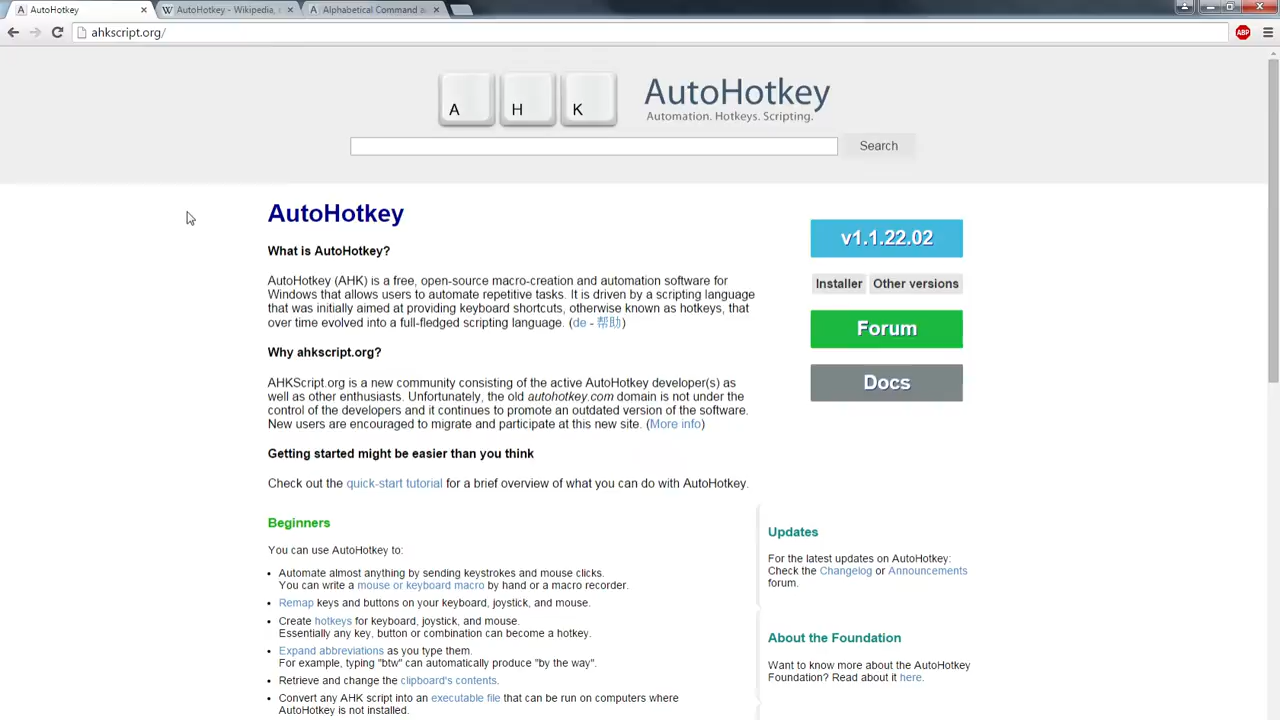 AutoHotkey
AutoHotkey - Wikipedia,
Alphabetical Command a
ahkscript.org/
ABP
A H K
AutoHotkey
Automation. Hotkeys. Scripting.
Search
AutoHotkey
What is AutoHotkey?
AutoHotkey (AHK) is a free, open-source macro-creation and automation software for
Windows that allows users to automate repetitive tasks. It is driven by a scripting language
that was initially aimed at providing keyboard shortcuts, otherwise known as hotkeys, that
over time evolved into a full-fledged scripting language. (de - 帮助)
Why ahkscript.org?
AHKScript.org is a new community consisting of the active AutoHotkey developer(s) as
well as other enthusiasts. Unfortunately, the old autohotkey.com domain is not under the
control of the developers and it continues to promote an outdated version of the software.
New users are encouraged to migrate and participate at this new site. (More info)
Getting started might be easier than you think
Check out the quick-start tutorial for a brief overview of what you can do with AutoHotkey.
v1.1.22.02
Installer
Other versions
Forum
Docs
Beginners
You can use AutoHotkey to:
• Automate almost anything by sending keystrokes and mouse clicks.
You can write a mouse or keyboard macro by hand or a macro recorder.
• Remap keys and buttons on your keyboard, joystick, and mouse.
• Create hotkeys for keyboard, joystick, and mouse.
Essentially any key, button or combination can become a hotkey.
• Expand abbreviations as you type them.
For example, typing "btw" can automatically produce "by the way".
• Retrieve and change the clipboard's contents.
• Convert any AHK script into an executable file that can be run on computers where
AutoHotkey is not installed.
Updates
For the latest updates on AutoHotkey:
Check the Changelog or Announcements
forum.
About the Foundation
Want to know more about the AutoHotkey
Foundation? Read about it here.